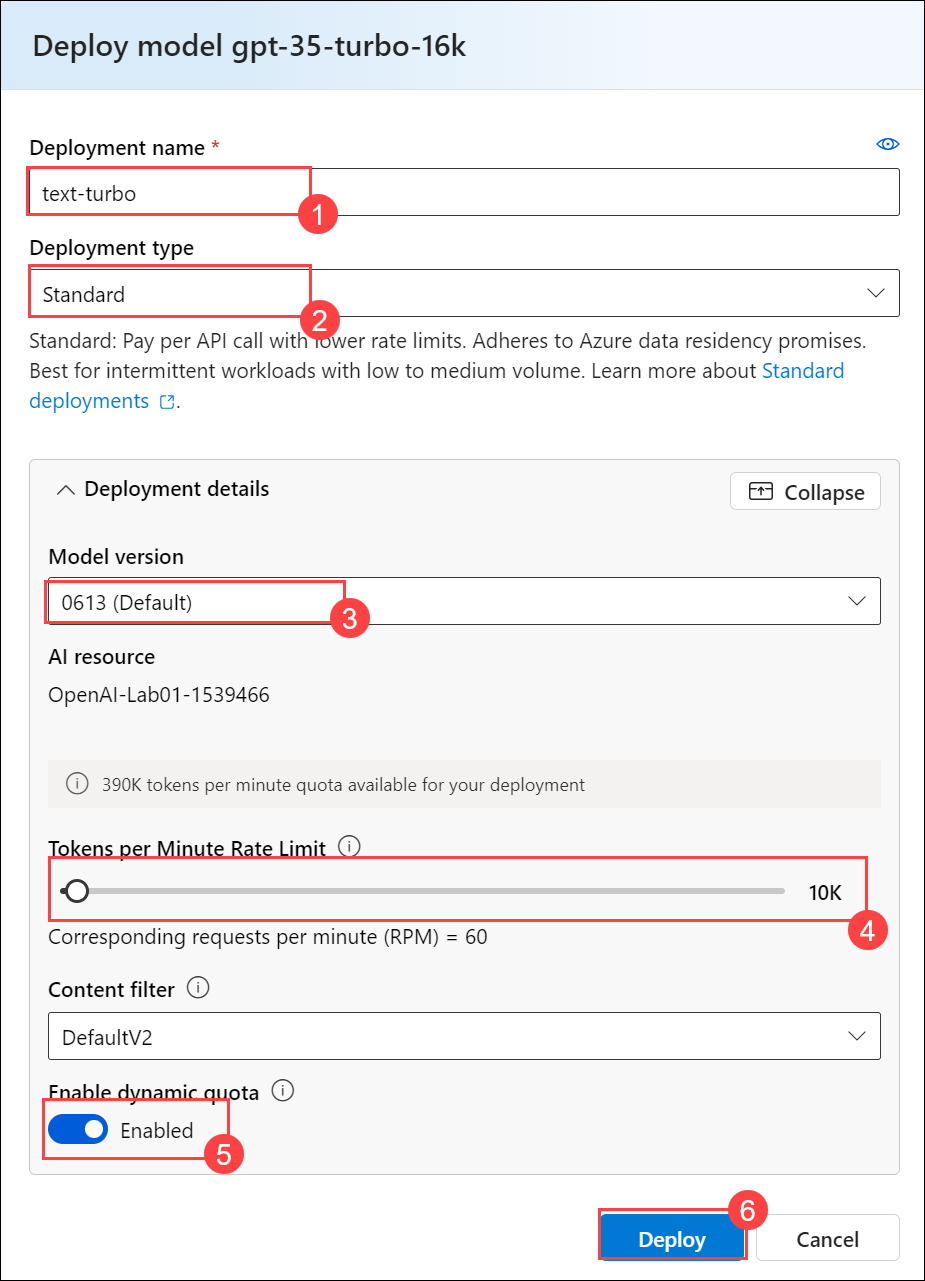 Deploy model gpt-35-turbo-16k
Deployment name *
text-turbo
1
Deployment type
Standard
2
Standard: Pay per API call with lower rate limits. Adheres to Azure data residency promises.
Best for intermittent workloads with low to medium volume. Learn more about Standard
deployments.
Deployment details
Collapse
Model version
0613 (Default)
3
AI resource
OpenAI-Lab01-1539466
390K tokens per minute quota available for your deployment
Tokens per Minute Rate Limit
10K
4
Corresponding requests per minute (RPM) = 60
Content filter
DefaultV2
Enable dynamic quota
Enabled
5
6
Deploy
Cancel